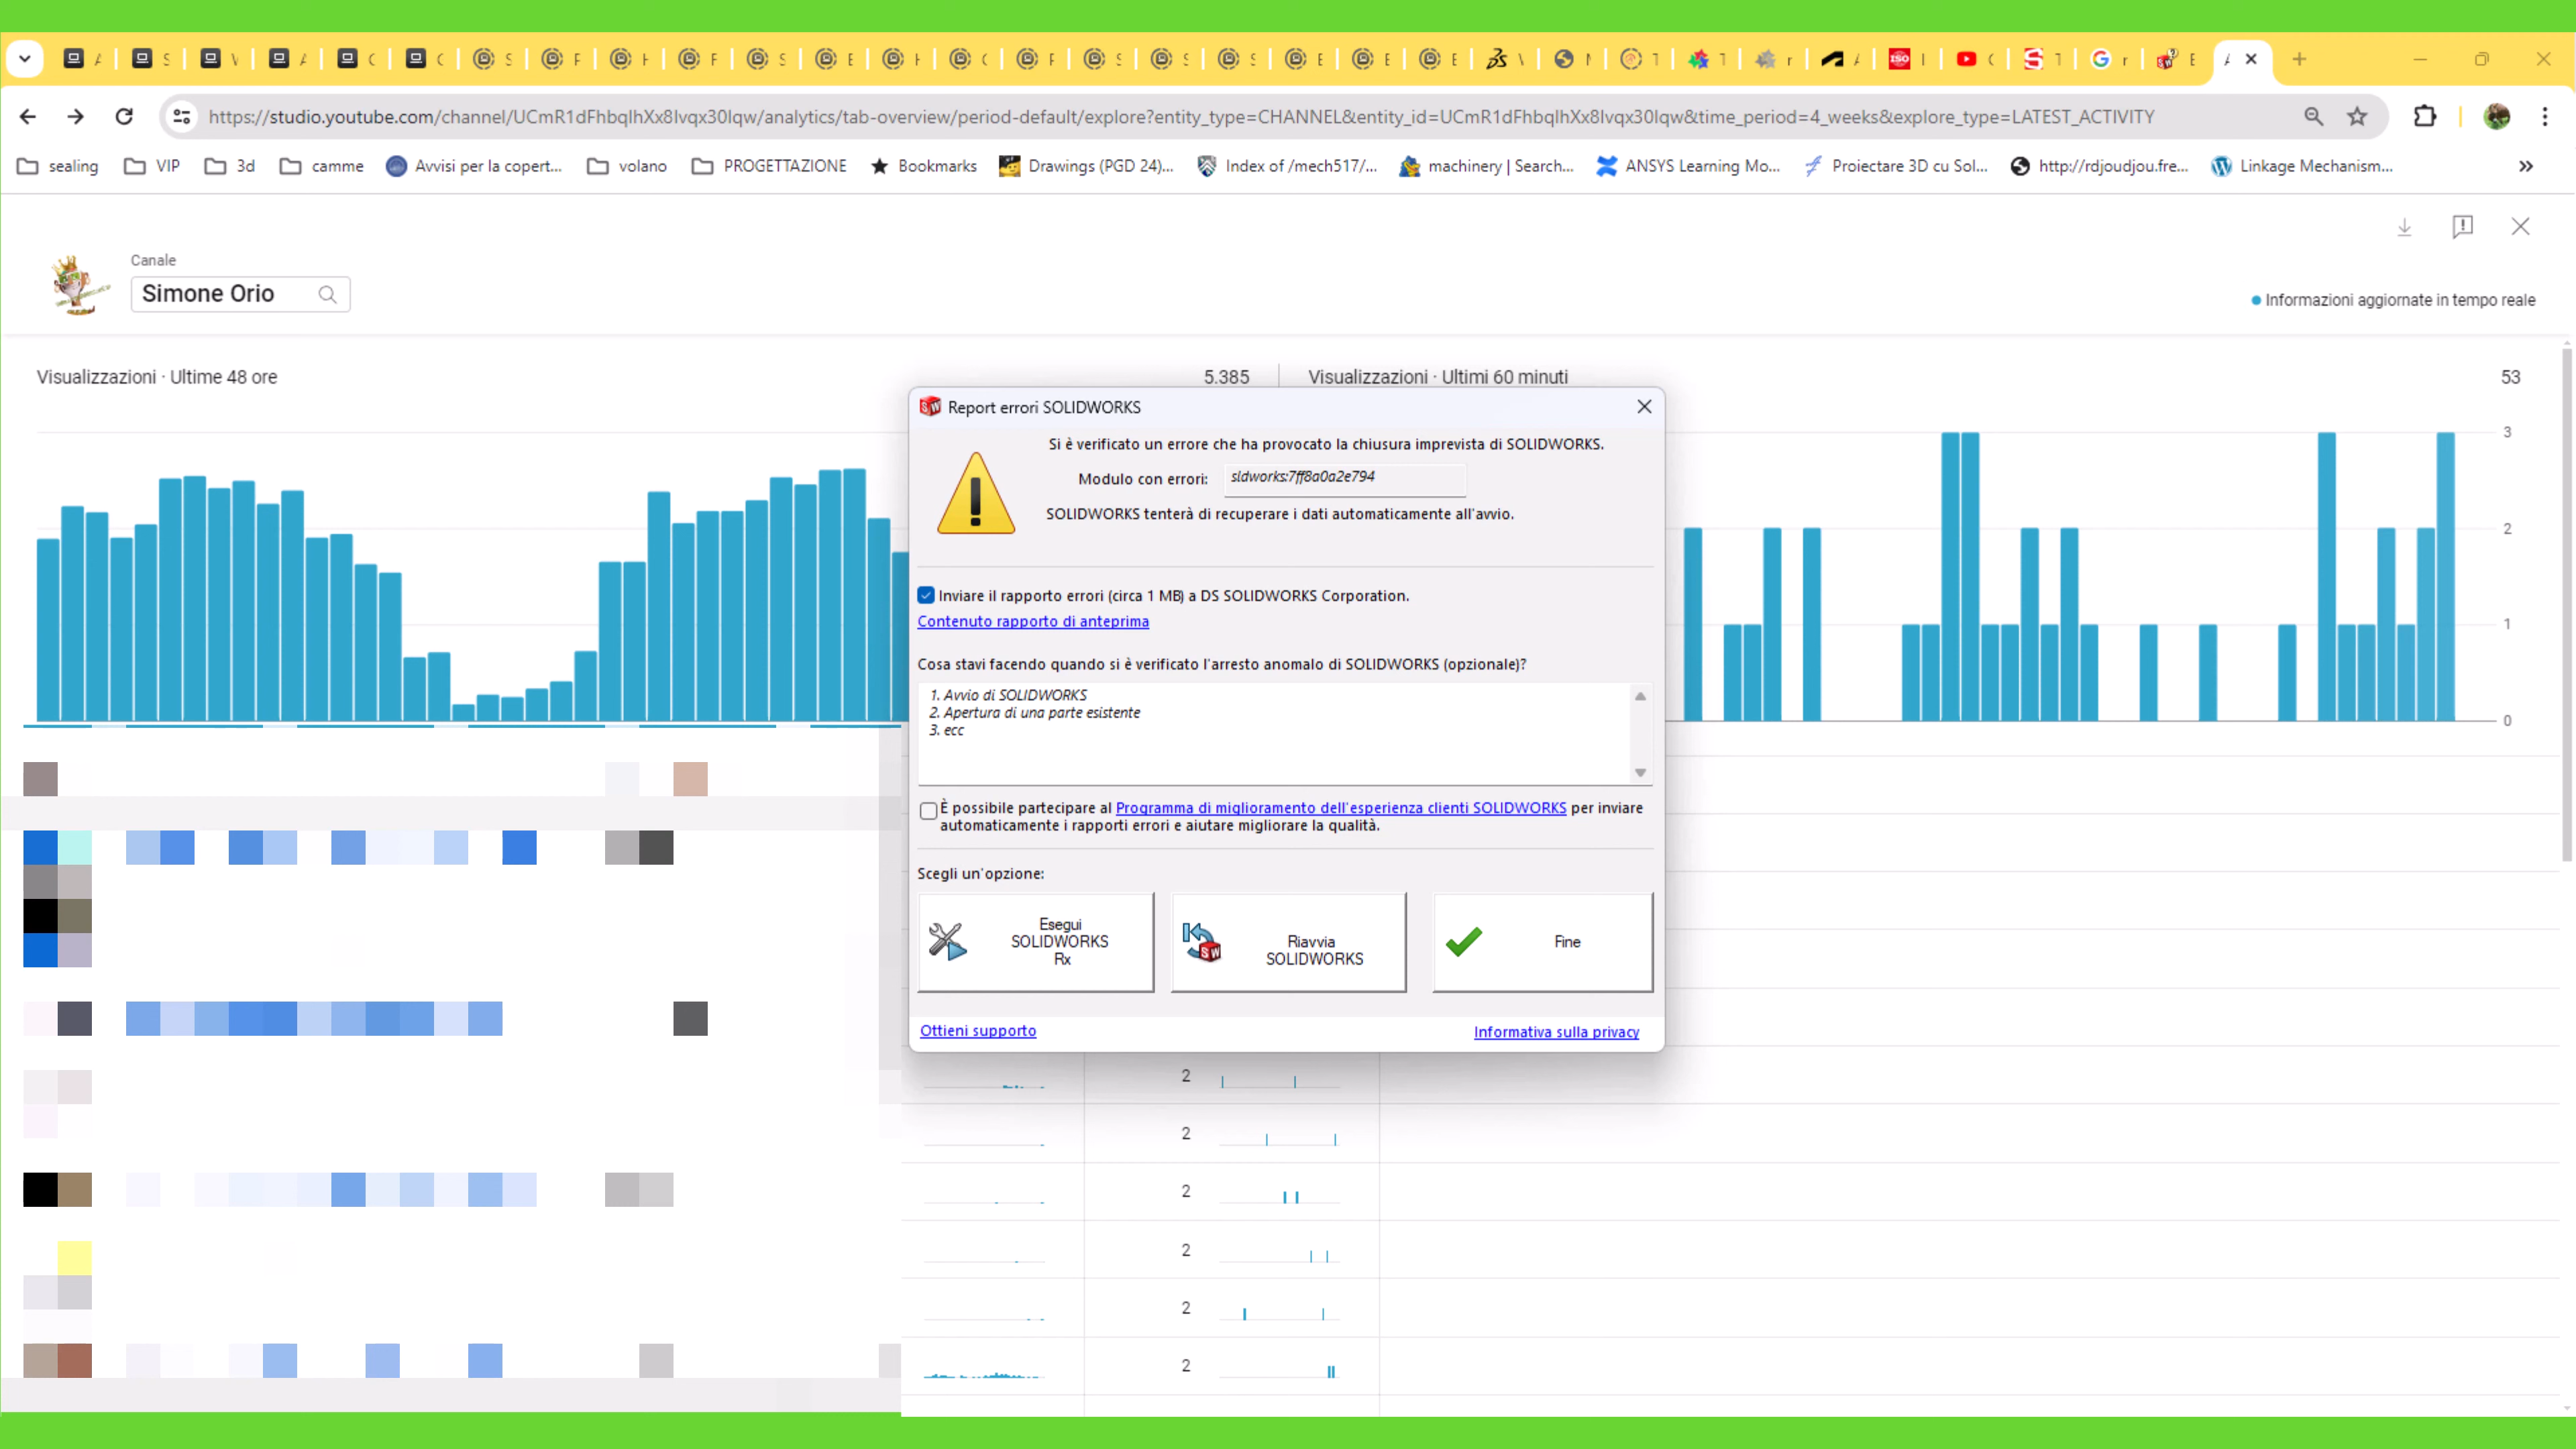 https://studio.youtube.com/channel/UCmR1dFhbqlhXx8lvqx30lqw/analytics/tab-overview/period-default/explore?entity_type=CHANNEL&entity_id=UCmR1dFhbqlhXx8lvqx30lqw&time_period=4_weeks&explore_type=LATEST_ACTIVITY
sealing VIP 3d camme Avvisi per la copert... volano PROGETTAZIONE Bookmarks Drawings (PGD 24)... Index of /mech517/... machinery | Search... ANSYS Learning Mo... Proiectare 3D cu Sol... http://rdjoudjou.fre... Linkage Mechanism...
Canale
Simone Orio
Informazioni aggiornate in tempo reale
Visualizzazioni · Ultime 48 ore 5.385 Visualizzazioni · Ultimi 60 minuti 53
Report errori SOLIDWORKS
Si è verificato un errore che ha provocato la chiusura imprevista di SOLIDWORKS.
Modulo con errori: sldworks:7ff8a0a2e794
SOLIDWORKS tenterà di recuperare i dati automaticamente all'avvio.
Inviare il rapporto errori (circa 1 MB) a DS SOLIDWORKS Corporation.
Contenuto rapporto di anteprima
Cosa stavi facendo quando si è verificato l'arresto anomalo di SOLIDWORKS (opzionale)?
1. Avvio di SOLIDWORKS
2. Apertura di una parte esistente
3. ecc
È possibile partecipare al Programma di miglioramento dell'esperienza clienti SOLIDWORKS per inviare
automaticamente i rapporti errori e aiutare migliorare la qualità.
Scegli un'opzione:
Esegui
SOLIDWORKS
Rx
Riavvia
SOLIDWORKS
Fine
Ottieni supporto
Informativa sulla privacy
3
2
1
0
2
2
2
2
2
2